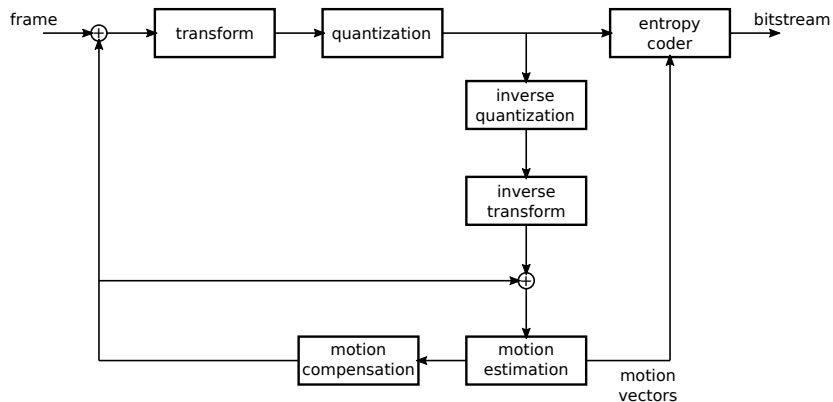 frame
transform
quantization
entropy
coder
bitstream
inverse
quantization
inverse
transform
motion
compensation
motion
estimation
motion
vectors